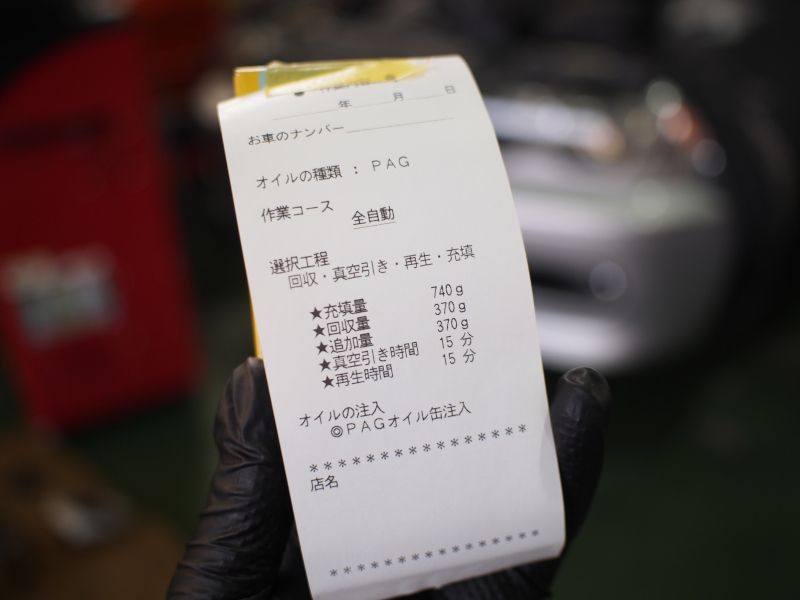 年 月 日
お車のナンバー
オイルの種類 : PAG
作業コース
全自動
選択工程
回収・真空引き・再生・充填
★充填量 740g
★回収量 370g
★追加量 370g
★真空引き時間 15 分
★再生時間 15 分
オイルの注入
◎PAGオイル缶注入
****************
店名
****************